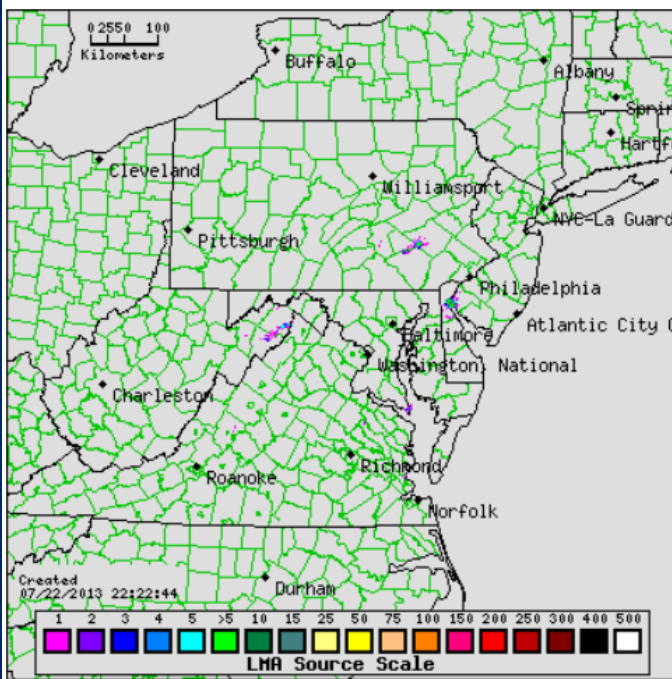 0 25 50 100
Kilometers
Buffalo
Albany
Sprin
Hartfo
Cleveland
Williamsport
NYC-La Guard
Pittsburgh
Philadelphia
Atlantic City
Baltimore
Washington, National
Charleston
Richmond
Roanoke
Norfolk
Durham
Created
07/22/2013 22:22:44
1 2 3 4 5 >5 10 15 25 50 75 100 150 200 250 300 400 500
LMA Source Scale